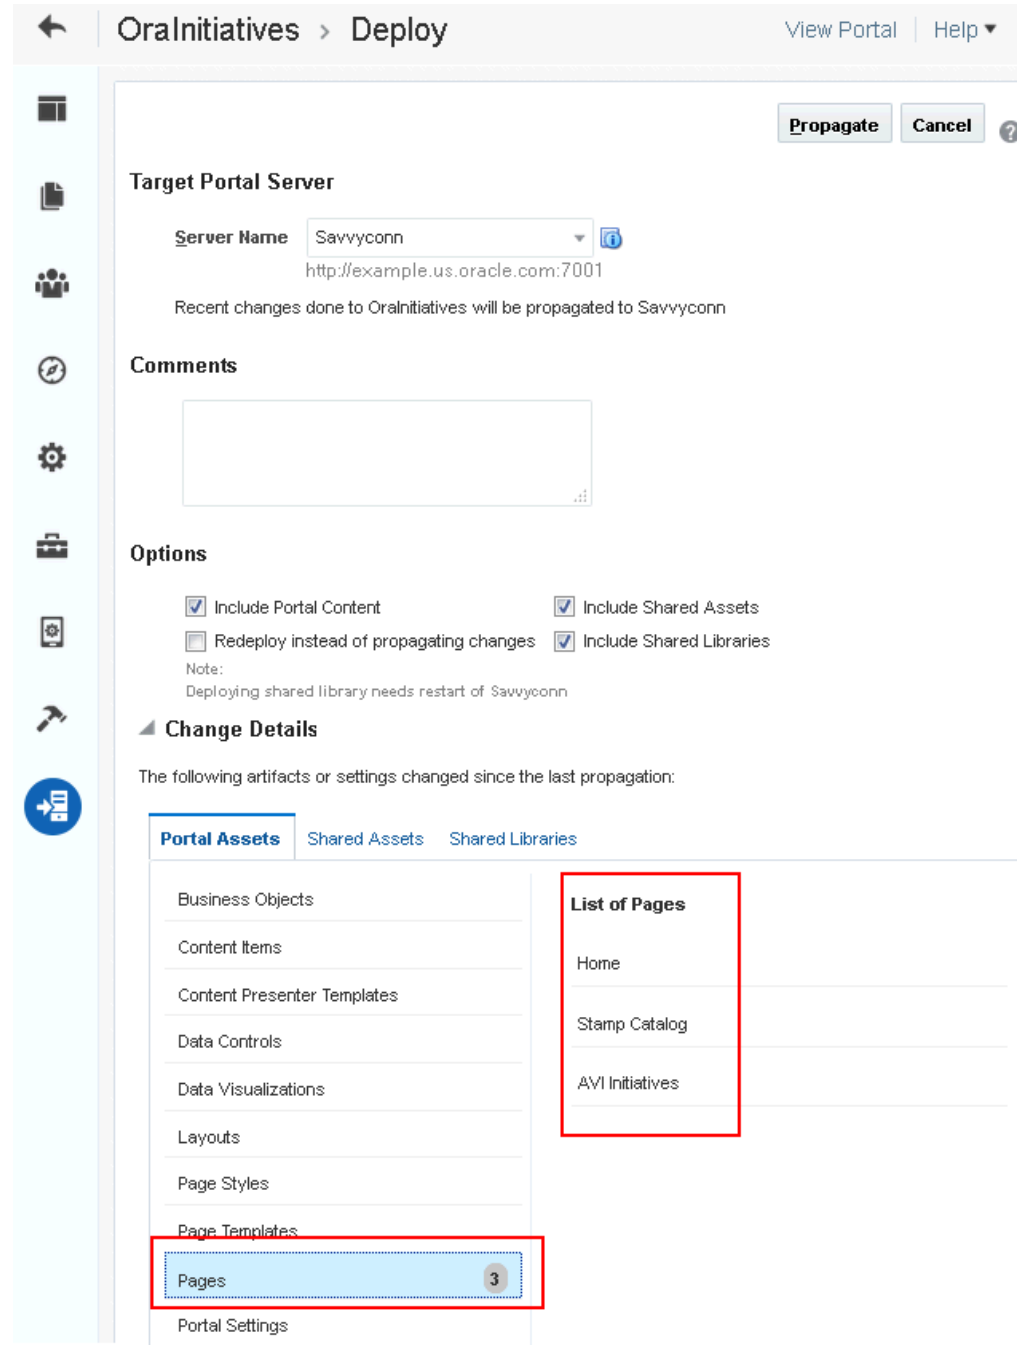 OraInitiatives > Deploy
View Portal
Help
Propagate
Cancel
Target Portal Server
Server Name
Savvyconn
http://example.us.oracle.com:7001
Recent changes done to OraInitiatives will be propagated to Savvyconn
Comments
Options
Include Portal Content
Include Shared Assets
Redeploy instead of propagating changes
Include Shared Libraries
Note:
Deploying shared library needs restart of Savvyconn
Change Details
The following artifacts or settings changed since the last propagation:
Portal Assets
Shared Assets
Shared Libraries
Business Objects
Content Items
Content Presenter Templates
Data Controls
Data Visualizations
Layouts
Page Styles
Page Templates
Pages 3
Portal Settings
List of Pages
Home
Stamp Catalog
AVI Initiatives